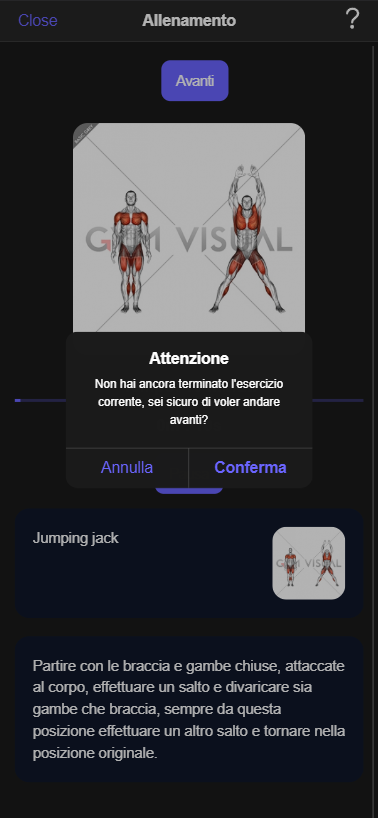 Close
Allenamento
?
Avanti
GYM VISUAL
Attenzione
Non hai ancora terminato l'esercizio
corrente, sei sicuro di voler andare
avanti?
Annulla
Conferma
Jumping jack
GYM VISUAL
Partire con le braccia e gambe chiuse, attaccate
al corpo, effettuare un salto e divaricare sia
gambe che braccia, sempre da questa
posizione effettuare un altro salto e tornare nella
posizione originale.